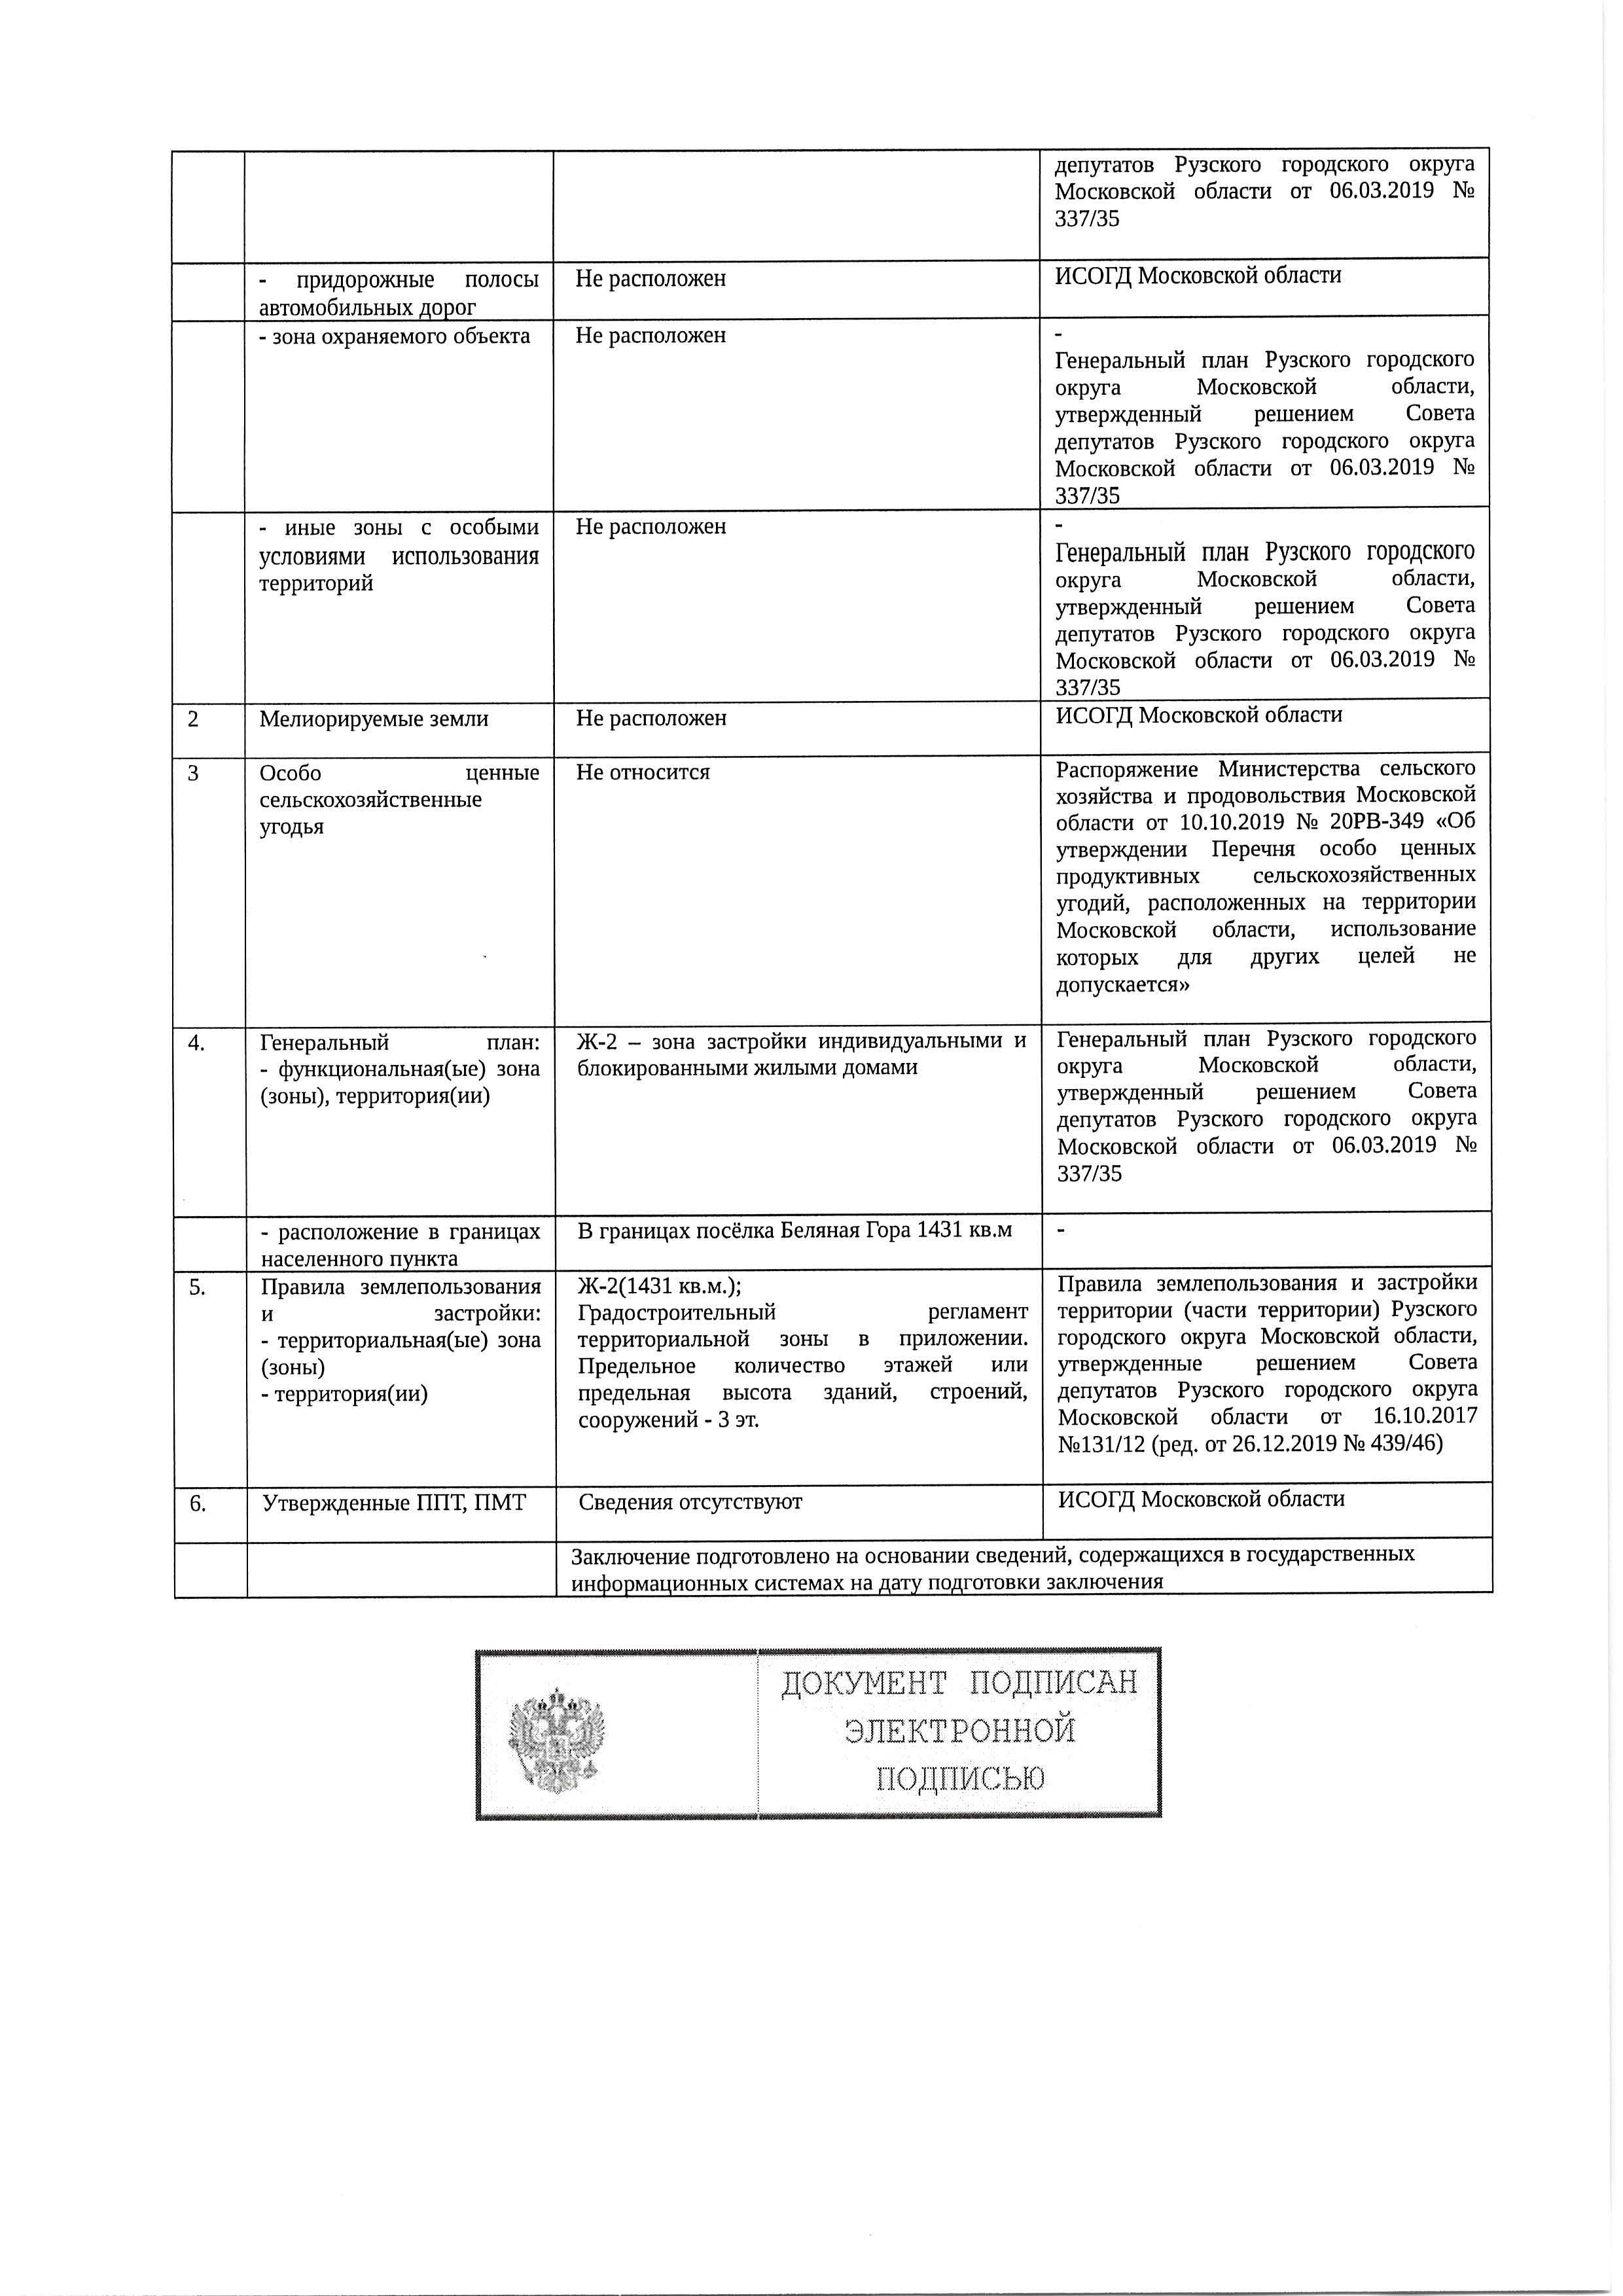 депутатов Рузского городского округа
Московской области от 06.03.2019 №
337/35
- придорожные полосы
автомобильных дорог
Не расположен
ИСОГД Московской области
- зона охраняемого объекта
Не расположен
-
Генеральный план Рузского городского
округа Московской области,
утвержденный решением Совета
депутатов Рузского городского округа
Московской области от 06.03.2019 №
337/35
- иные зоны с особыми
условиями использования
территорий
Не расположен
-
Генеральный план Рузского городского
округа Московской области,
утвержденный решением Совета
депутатов Рузского городского округа
Московской области от 06.03.2019 №
337/35
2
Мелиорируемые земли
Не расположен
ИСОГД Московской области
3
Особо ценные
сельскохозяйственные
угодья
Не относится
Распоряжение Министерства сельского
хозяйства и продовольствия Московской
области от 10.10.2019 № 20РВ-349 «Об
утверждении Перечня особо ценных
продуктивных сельскохозяйственных
угодий, расположенных на территории
Московской области, использование
которых для других целей не
допускается»
4.
Генеральный план:
- функциональная(ые) зона
(зоны), территория(ии)
Ж-2 – зона застройки индивидуальными и
блокированными жилыми домами
Генеральный план Рузского городского
округа Московской области,
утвержденный решением Совета
депутатов Рузского городского округа
Московской области от 06.03.2019 №
337/35
- расположение в границах
населенного пункта
В границах посёлка Беляная Гора 1431 кв.м
-
5.
Правила землепользования
и застройки:
- территориальная(ые) зона
(зоны)
- территория(ии)
Ж-2(1431 кв.м.);
Градостроительный регламент
территориальной зоны в приложении.
Предельное количество этажей или
предельная высота зданий, строений,
сооружений - 3 эт.
Правила землепользования и застройки
территории (части территории) Рузского
городского округа Московской области,
утвержденные решением Совета
депутатов Рузского городского округа
Московской области от 16.10.2017
№131/12 (ред. от 26.12.2019 № 439/46)
6.
Утвержденные ППТ, ПМТ
Сведения отсутствуют
ИСОГД Московской области
Заключение подготовлено на основании сведений, содержащихся в государственных
информационных системах на дату подготовки заключения
ДОКУМЕНТ ПОДПИСАН
ЭЛЕКТРОННОЙ
ПОДПИСЬЮ